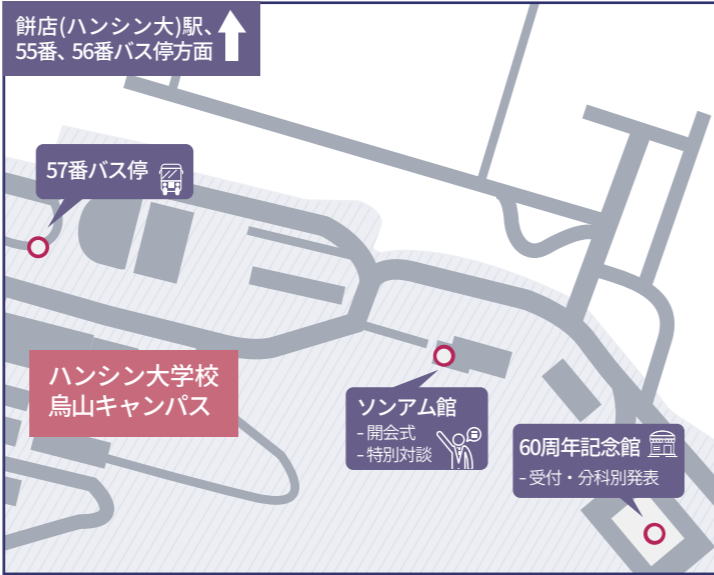 餅店(ハンシン大)駅、
55番、56番バス停方面
57番バス停
ハンシン大学校
烏山キャンパス
ソンアム館
- 開会式
- 特別対談
60周年記念館
- 受付・分科別発表